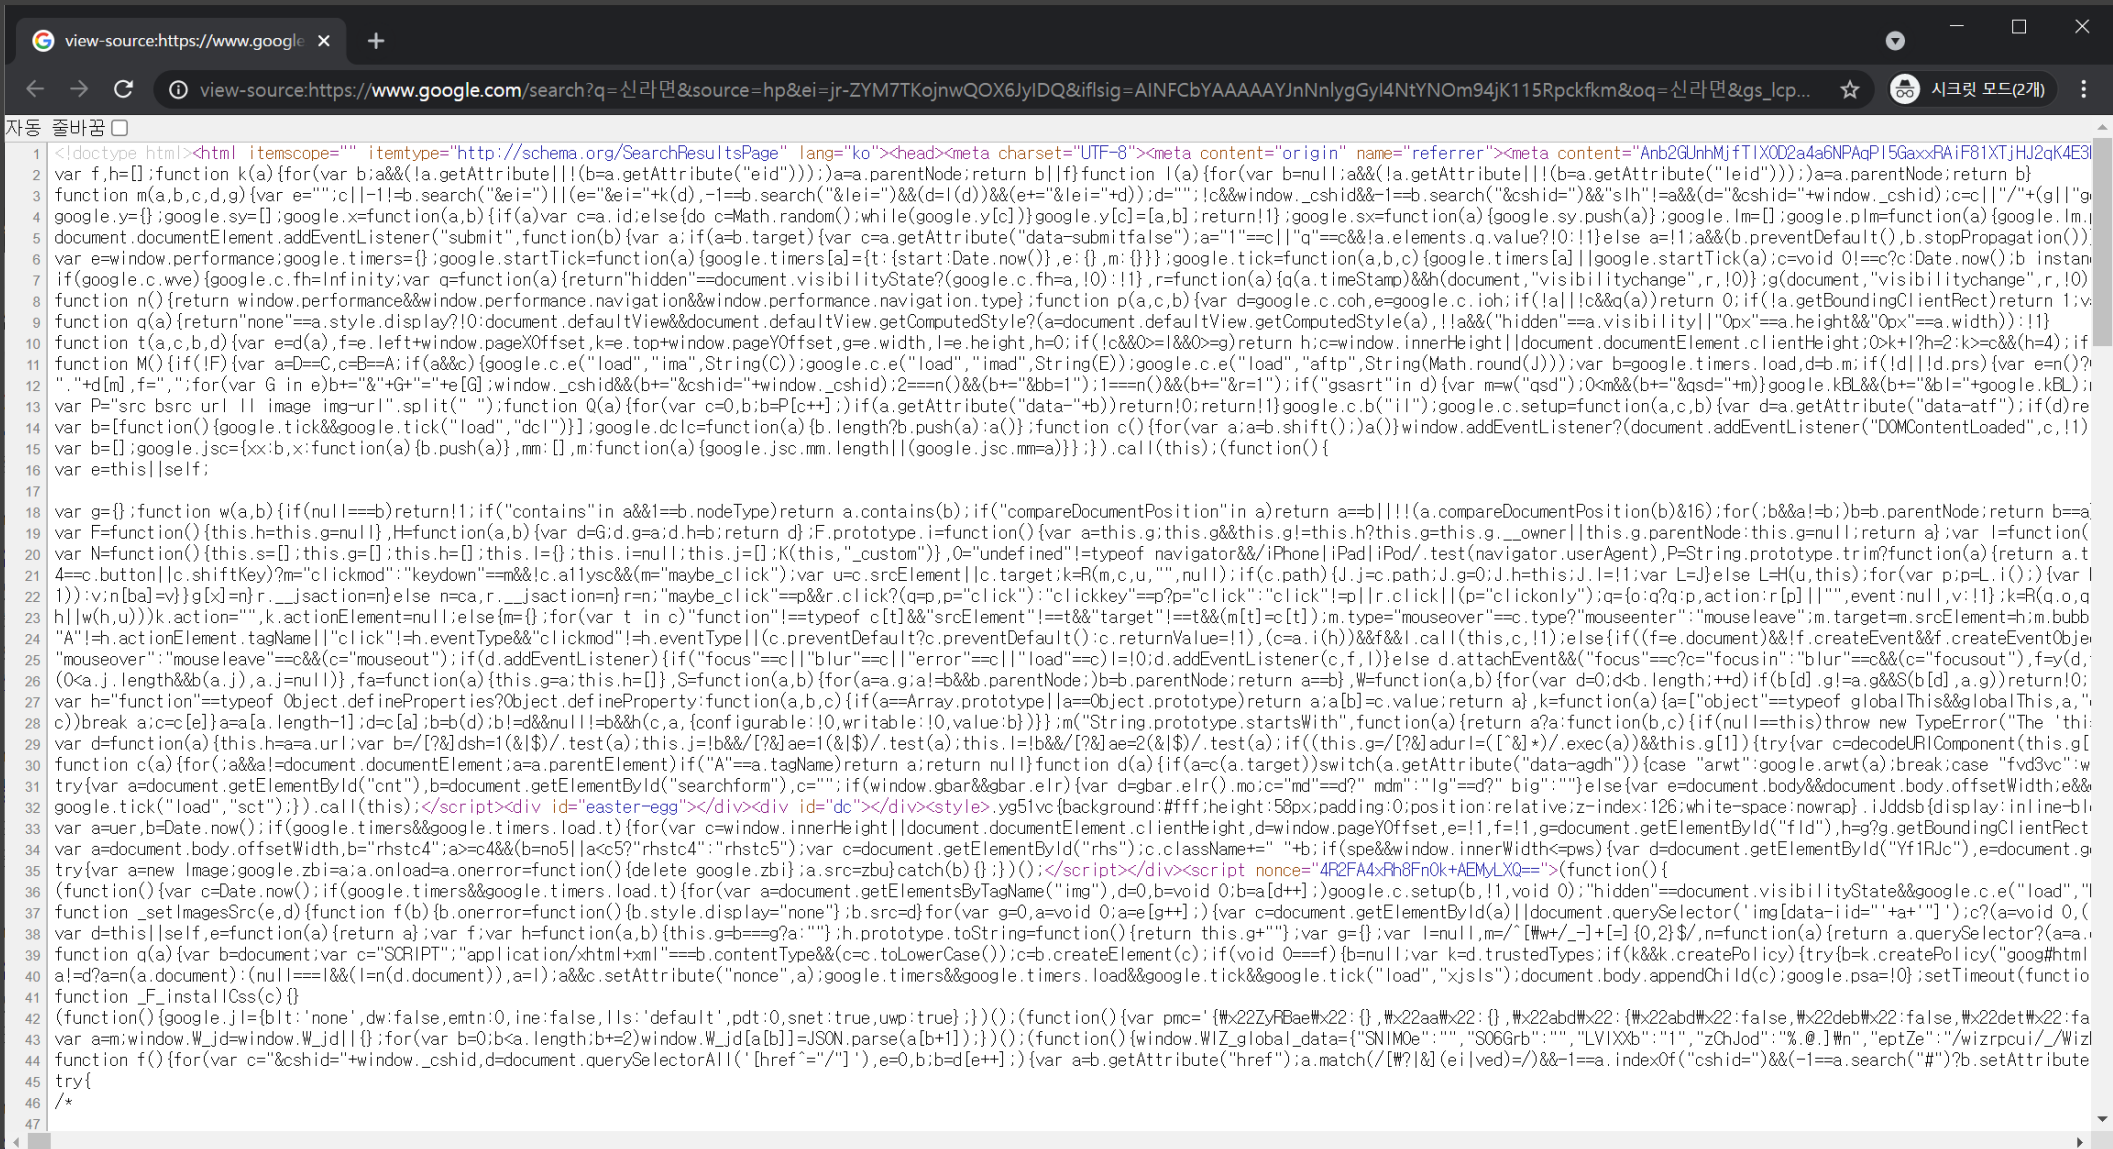 view-source:https://www.google
view-source:https://www.google.com/search?q=신라면&source=hp&ei=jr-ZYM7TKojnwQOX6JyIDQ&iflsig=AINFCbYAAAAAYJnNnlygGyI4NtYNOm94jK115Rpckfkm&oq=신라면&gs_lcp... 시크릿 모드(2개)
자동 줄바꿈
1 <!doctype html><html itemscope="" itemtype="http://schema.org/SearchResultsPage" lang="ko"><head><meta charset="UTF-8"><meta content="origin" name="referrer"><meta content="Anb2GUnhMjfTlXOD2a4a6NPAqPl5GaxxRAiF81XTjHJ2qK4E3
2 var f,h=[];function k(a){for(var b;a&&(!a.getAttribute||!(b=a.getAttribute("eid")));)a=a.parentNode;return b||f}function l(a){for(var b=null;a&&(!a.getAttribute||!(b=a.getAttribute("leid")));)a=a.parentNode;return b}
3 function m(a,b,c,d,g){var e="";c||-1!=b.search("&ei=")||(e="&ei="+k(d),-1==b.search("&lei=")&&(d=l(d))&&(e+="&lei="+d));d="";!c&&window._cshid&&-1==b.search("&cshid=")&&"slh"!=a&&(d="&cshid="+window._cshid);c=c||"/"+(g||"g
4 google.y={};google.sy=[];google.x=function(a,b){if(a)var c=a.id;else{do c=Math.random();while(google.y[c])}google.y[c]=[a,b];return!1};google.sx=function(a){google.sy.push(a)};google.lm=[];google.plm=function(a){google.lm.
5 document.documentElement.addEventListener("submit",function(b){var a;if(a=b.target){var c=a.getAttribute("data-submitfalse");a="1"==c||"q"==c&&!a.elements.q.value?!0:!1}else a=!1;a&&(b.preventDefault(),b.stopPropagation())
6 var e=window.performance;google.timers={};google.startTick=function(a){google.timers[a]={t:{start:Date.now()},e:{},m:{}}};google.tick=function(a,b,c){google.timers[a]||google.startTick(a);c=void 0!==c?c:Date.now();b instan
7 if(google.c.wve){google.c.fh=Infinity;var q=function(a){return"hidden"==document.visibilityState?(google.c.fh=a,!0):!1},r=function(a){q(a.timeStamp)&&h(document,"visibilitychange",r,!0)};g(document,"visibilitychange",r,!0)
8 function n(){return window.performance&&window.performance.navigation&&window.performance.navigation.type};function p(a,c,b){var d=google.c.coh,e=google.c.ioh;if(!a||!c&&q(a))return 0;if(!a.getBoundingClientRect)return 1;v
9 function q(a){return"none"==a.style.display?!0:document.defaultView&&document.defaultView.getComputedStyle?(a=document.defaultView.getComputedStyle(a),!!a&&("hidden"==a.visibility||"0px"==a.height&&"0px"==a.width)):!1}
10 function t(a,c,b,d){var e=d(a),f=e.left+window.pageXOffset,k=e.top+window.pageYOffset,g=e.width,l=e.height,h=0;if(!c&&0>=l&&0>=g)return h;c=window.innerHeight||document.documentElement.clientHeight;0>k+l?h=2:k>=c&&(h=4);if
11 function M(){if(!F){var a=D==C,c=B==A;if(a&&c){google.c.e("load","ima",String(C));google.c.e("load","imad",String(E));google.c.e("load","aftp",String(Math.round(J)));var b=google.timers.load,d=b.m;if(!d||!d.prs){var e=n()?
12 "."+d[m],f=",";for(var G in e)b+="&"+G+"="+e[G];window._cshid&&(b+="&cshid="+window._cshid);2===n()&&(b+="&bb=1");1===n()&&(b+="&r=1");if("gsasrt"in d){var m=w("qsd");0<m&&(b+="&qsd="+m)}google.kBL&&(b+="&bl="+google.kBL);
13 var P="src bsrc url ll image img-url".split(" ");function Q(a){for(var c=0,b;b=P[c++];)if(a.getAttribute("data-"+b))return!0;return!1}google.c.b("il");google.c.setup=function(a,c,b){var d=a.getAttribute("data-atf");if(d)re
14 var b=[function(){google.tick&&google.tick("load","dcl")}];google.dclc=function(a){b.length?b.push(a):a()};function c(){for(var a;a=b.shift();)a()}window.addEventListener?(document.addEventListener("DOMContentLoaded",c,!1)
15 var b=[];google.jsc={xx:b,x:function(a){b.push(a)},mm:[],m:function(a){google.jsc.mm.length||(google.jsc.mm=a)}};}).call(this);(function(){
16 var e=this||self;
17
18 var g={};function w(a,b){if(null===b)return!1;if("contains"in a&&1==b.nodeType)return a.contains(b);if("compareDocumentPosition"in a)return a==b||!!(a.compareDocumentPosition(b)&16);for(;b&&a!=b;)b=b.parentNode;return b==a
19 var F=function(){this.h=this.g=null},H=function(a,b){var d=G;d.g=a;d.h=b;return d};F.prototype.i=function(){var a=this.g;this.g&&this.g!=this.h?this.g=this.g.__owner||this.g.parentNode:this.g=null;return a};var I=function(
20 var N=function(){this.s=[];this.g=[];this.h=[];this.l={};this.i=null;this.j=[];K(this,"_custom")},O="undefined"!=typeof navigator&&/iPhone|iPad|iPod/.test(navigator.userAgent),P=String.prototype.trim?function(a){return a.t
21 4==c.button||c.shiftKey)?m="clickmod":"keydown"==m&&!c.a11ysc&&(m="maybe_click");var u=c.srcElement||c.target;k=R(m,c,u,"",null);if(c.path){J.j=c.path;J.g=0;J.h=this;J.l=!1;var L=J}else L=H(u,this);for(var p;p=L.i();){var
22 1)):v;n[ba]=v}}g[x]=n}r.__jsaction=n}else n=ca,r.__jsaction=n}r=n;"maybe_click"==p&&r.click?(q=p,p="click"):"clickkey"==p?p="click":"click"!=p||r.click||(p="clickonly");q={o:q?q:p,action:r[p]||"",event:null,v:!1};k=R(q.o,q
23 h||w(h,u)))k.action="",k.actionElement=null;else{m={};for(var t in c)"function"!==typeof c[t]&&"srcElement"!==t&&"target"!==t&&(m[t]=c[t]);m.type="mouseover"==c.type?"mouseenter":"mouseleave";m.target=m.srcElement=h;m.bubb
24 "A"!=h.actionElement.tagName||"click"!=h.eventType&&"clickmod"!=h.eventType||(c.preventDefault?c.preventDefault():c.returnValue=!1),(c=a.i(h))&&f&&l.call(this,c,!1);else{if((f=e.document)&&!f.createEvent&&f.createEventObje
25 "mouseover":"mouseleave"==c&&(c="mouseout");if(d.addEventListener){if("focus"==c||"blur"==c||"error"==c||"load"==c)l=!0;d.addEventListener(c,f,l)}else d.attachEvent&&("focus"==c?c="focusin":"blur"==c&&(c="focusout"),f=y(d,
26 (0<a.j.length&&b(a.j),a.j=null)},fa=function(a){this.g=a;this.h=[]},S=function(a,b){for(a=a.g;a!=b&&b.parentNode;)b=b.parentNode;return a==b},W=function(a,b){for(var d=0;d<b.length;++d)if(b[d].g!=a.g&&S(b[d],a.g))return!0;
27 var h="function"==typeof Object.defineProperties?Object.defineProperty:function(a,b,c){if(a==Array.prototype||a==Object.prototype)return a;a[b]=c.value;return a},k=function(a){a=["object"==typeof globalThis&&globalThis,a,"
28 c))break a;c=c[e]}a=a[a.length-1];d=c[a];b=b(d);b!=d&&null!=b&&h(c,a,{configurable:!0,writable:!0,value:b})}};m("String.prototype.startsWith",function(a){return a?a:function(b,c){if(null==this)throw new TypeError("The 'thi
29 var d=function(a){this.h=a=a.url;var b=/[?&]dsh=1(&|$)/.test(a);this.j=!b&&/[?&]ae=1(&|$)/.test(a);this.l=!b&&/[?&]ae=2(&|$)/.test(a);if((this.g=/[?&]adurl=([^&]*)/.exec(a))&&this.g[1]){try{var c=decodeURIComponent(this.g[
30 function c(a){for(;a&&a!=document.documentElement;a=a.parentElement)if("A"==a.tagName)return a;return null}function d(a){if(a=c(a.target))switch(a.getAttribute("data-agdh")){case "arwt":google.arwt(a);break;case "fvd3vc":w
31 try{var a=document.getElementById("cnt"),b=document.getElementById("searchform"),c="";if(window.gbar&&gbar.elr){var d=gbar.elr().mo;c="md"==d?" mdm":"lg"==d?" big":""}else{var e=document.body&&document.body.offsetWidth;e&&
32 google.tick("load","sct");}).call(this);</script><div id="easter-egg"></div><div id="dc"></div><style>.yg51vc{background:#fff;height:58px;padding:0;position:relative;z-index:126;white-space:nowrap}.iJddsb{display:inline-bl
33 var a=uer,b=Date.now();if(google.timers&&google.timers.load.t){for(var c=window.innerHeight||document.documentElement.clientHeight,d=window.pageYOffset,e=!1,f=!1,g=document.getElementById("fld"),h=g?g.getBoundingClientRect
34 var a=document.body.offsetWidth,b="rhstc4";a>=c4&&(b=no5||a<c5?"rhstc4":"rhstc5");var c=document.getElementById("rhs");c.className+=" "+b;if(spe&&window.innerWidth<=pws){var d=document.getElementById("Yf1RJc"),e=document.g
35 try{var a=new Image;google.zbi=a;a.onload=a.onerror=function(){delete google.zbi};a.src=zbu}catch(b){};})();</script></div><script nonce="4R2FA4xRh8FnOk+AEMyLXQ==">(function(){
36 (function(){var c=Date.now();if(google.timers&&google.timers.load.t){for(var a=document.getElementsByTagName("img"),d=0,b=void 0;b=a[d++];)google.c.setup(b,!1,void 0);"hidden"==document.visibilityState&&google.c.e("load","
37 function _setImagesSrc(e,d){function f(b){b.onerror=function(){b.style.display="none"};b.src=d}for(var g=0,a=void 0;a=e[g++];){var c=document.getElementById(a)||document.querySelector('img[data-iid="'+a+'"]');c?(a=void 0,(
38 var d=this||self,e=function(a){return a};var f;var h=function(a,b){this.g=b===g?a:""};h.prototype.toString=function(){return this.g+""};var g={};var l=null,m=/^[₩w+/_-]+[=]{0,2}$/,n=function(a){return a.querySelector?(a=a.
39 function q(a){var b=document;var c="SCRIPT";"application/xhtml+xml"===b.contentType&&(c=c.toLowerCase());c=b.createElement(c);if(void 0===f){b=null;var k=d.trustedTypes;if(k&&k.createPolicy){try{b=k.createPolicy("goog#html
40 a!=d?a=n(a.document):(null===l&&(l=n(d.document)),a=l);a&&c.setAttribute("nonce",a);google.timers&&google.timers.load&&google.tick&&google.tick("load","xjsls");document.body.appendChild(c);google.psa=!0};setTimeout(functio
41 function _F_installCss(c){}
42 (function(){google.jl={blt:'none',dw:false,emtn:0,ine:false,lls:'default',pdt:0,snet:true,uwp:true};})();(function(){var pmc='{₩x22ZyRBae₩x22:{},₩x22aa₩x22:{},₩x22abd₩x22:{₩x22abd₩x22:false,₩x22deb₩x22:false,₩x22det₩x22:fa
43 var a=m;window.W_jd=window.W_jd||{};for(var b=0;b<a.length;b+=2)window.W_jd[a[b]]=JSON.parse(a[b+1]);})();(function(){window.WIZ_global_data={"SNlM0e":"","S06Grb":"","LVIXXb":"1","zChJod":"%.@.]₩n","eptZe":"/wizrpcui/_/Wiz
44 function f(){for(var c="&cshid="+window._cshid,d=document.querySelectorAll('[href^="/"]'),e=0,b;b=d[e++];){var a=b.getAttribute("href");a.match(/[₩?|&](ei|ved)=/)&&-1===a.indexOf("cshid=")&&(-1===a.search("#")?b.setAttribute
45 try{
46 /*
47